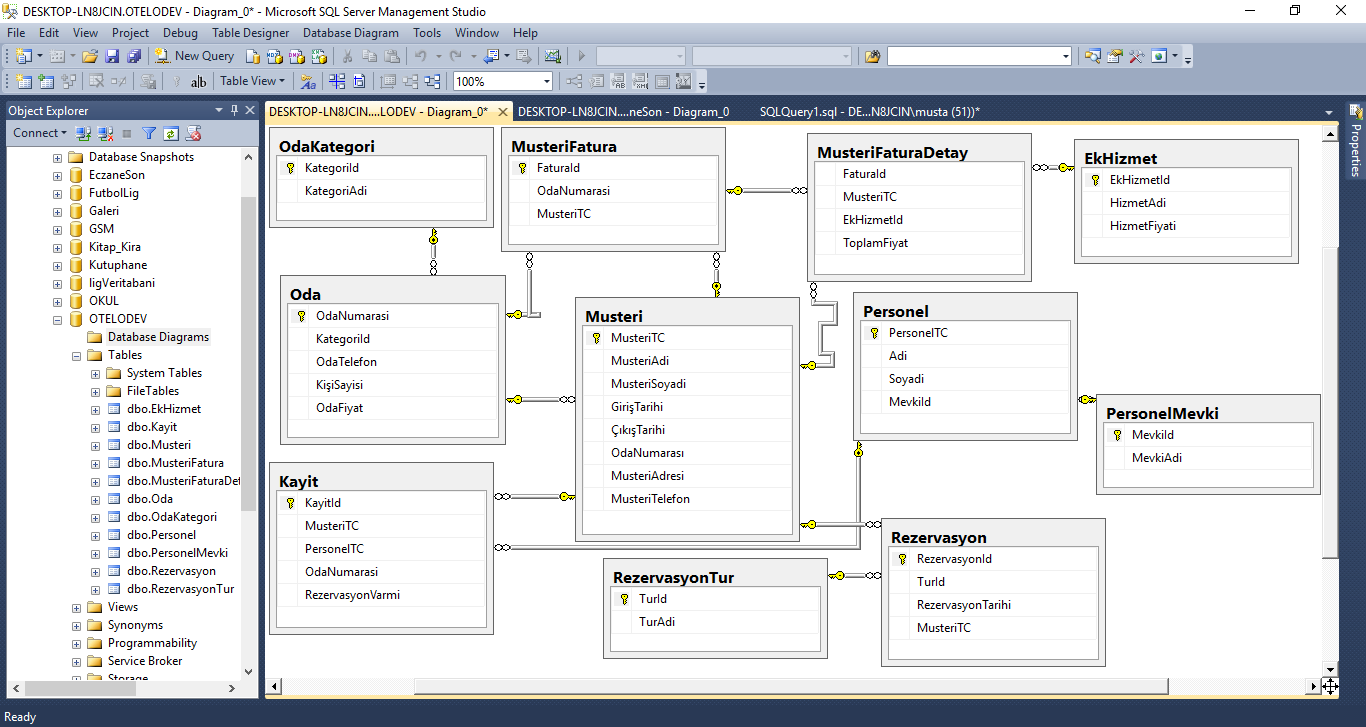 DESKTOP-LN8JCIN.OTELODEV - Diagram_0* - Microsoft SQL Server Management Studio
File Edit View Project Debug Table Designer Database Diagram Tools Window Help
New Query
Table View 100%
Object Explorer
Connect
Database Snapshots
EczaneSon
FutbolLig
Galeri
GSM
Kitap_Kira
Kutuphane
ligVeritabani
OKUL
OTELODEV
Database Diagrams
Tables
System Tables
FileTables
dbo.EkHizmet
dbo.Kayit
dbo.Musteri
dbo.MusteriFatura
dbo.MusteriFaturaDet
dbo.Oda
dbo.OdaKategori
dbo.Personel
dbo.PersonelMevki
dbo.Rezervasyon
dbo.RezervasyonTur
Views
Synonyms
Programmability
Service Broker
Storage
DESKTOP-LN8JCIN....LODEV - Diagram_0* DESKTOP-LN8JCIN....neSon - Diagram_0 SQLQuery1.sql - DE...N8JCIN\musta (51))*
Properties
OdaKategori
KategoriId
KategoriAdi
MusteriFatura
FaturaId
OdaNumarasi
MusteriTC
MusteriFaturaDetay
FaturaId
MusteriTC
EkHizmetId
ToplamFiyat
EkHizmet
EkHizmetId
HizmetAdi
HizmetFiyati
Oda
OdaNumarasi
KategoriId
OdaTelefon
KişiSayisi
OdaFiyat
Musteri
MusteriTC
MusteriAdi
MusteriSoyadi
GirişTarihi
ÇıkışTarihi
OdaNumarası
MusteriAdresi
MusteriTelefon
Personel
PersonelTC
Adi
Soyadi
MevkiId
PersonelMevki
MevkiId
MevkiAdi
Kayit
KayitId
MusteriTC
PersonelTC
OdaNumarasi
RezervasyonVarmi
RezervasyonTur
TurId
TurAdi
Rezervasyon
RezervasyonId
TurId
RezervasyonTarihi
MusteriTC
Ready